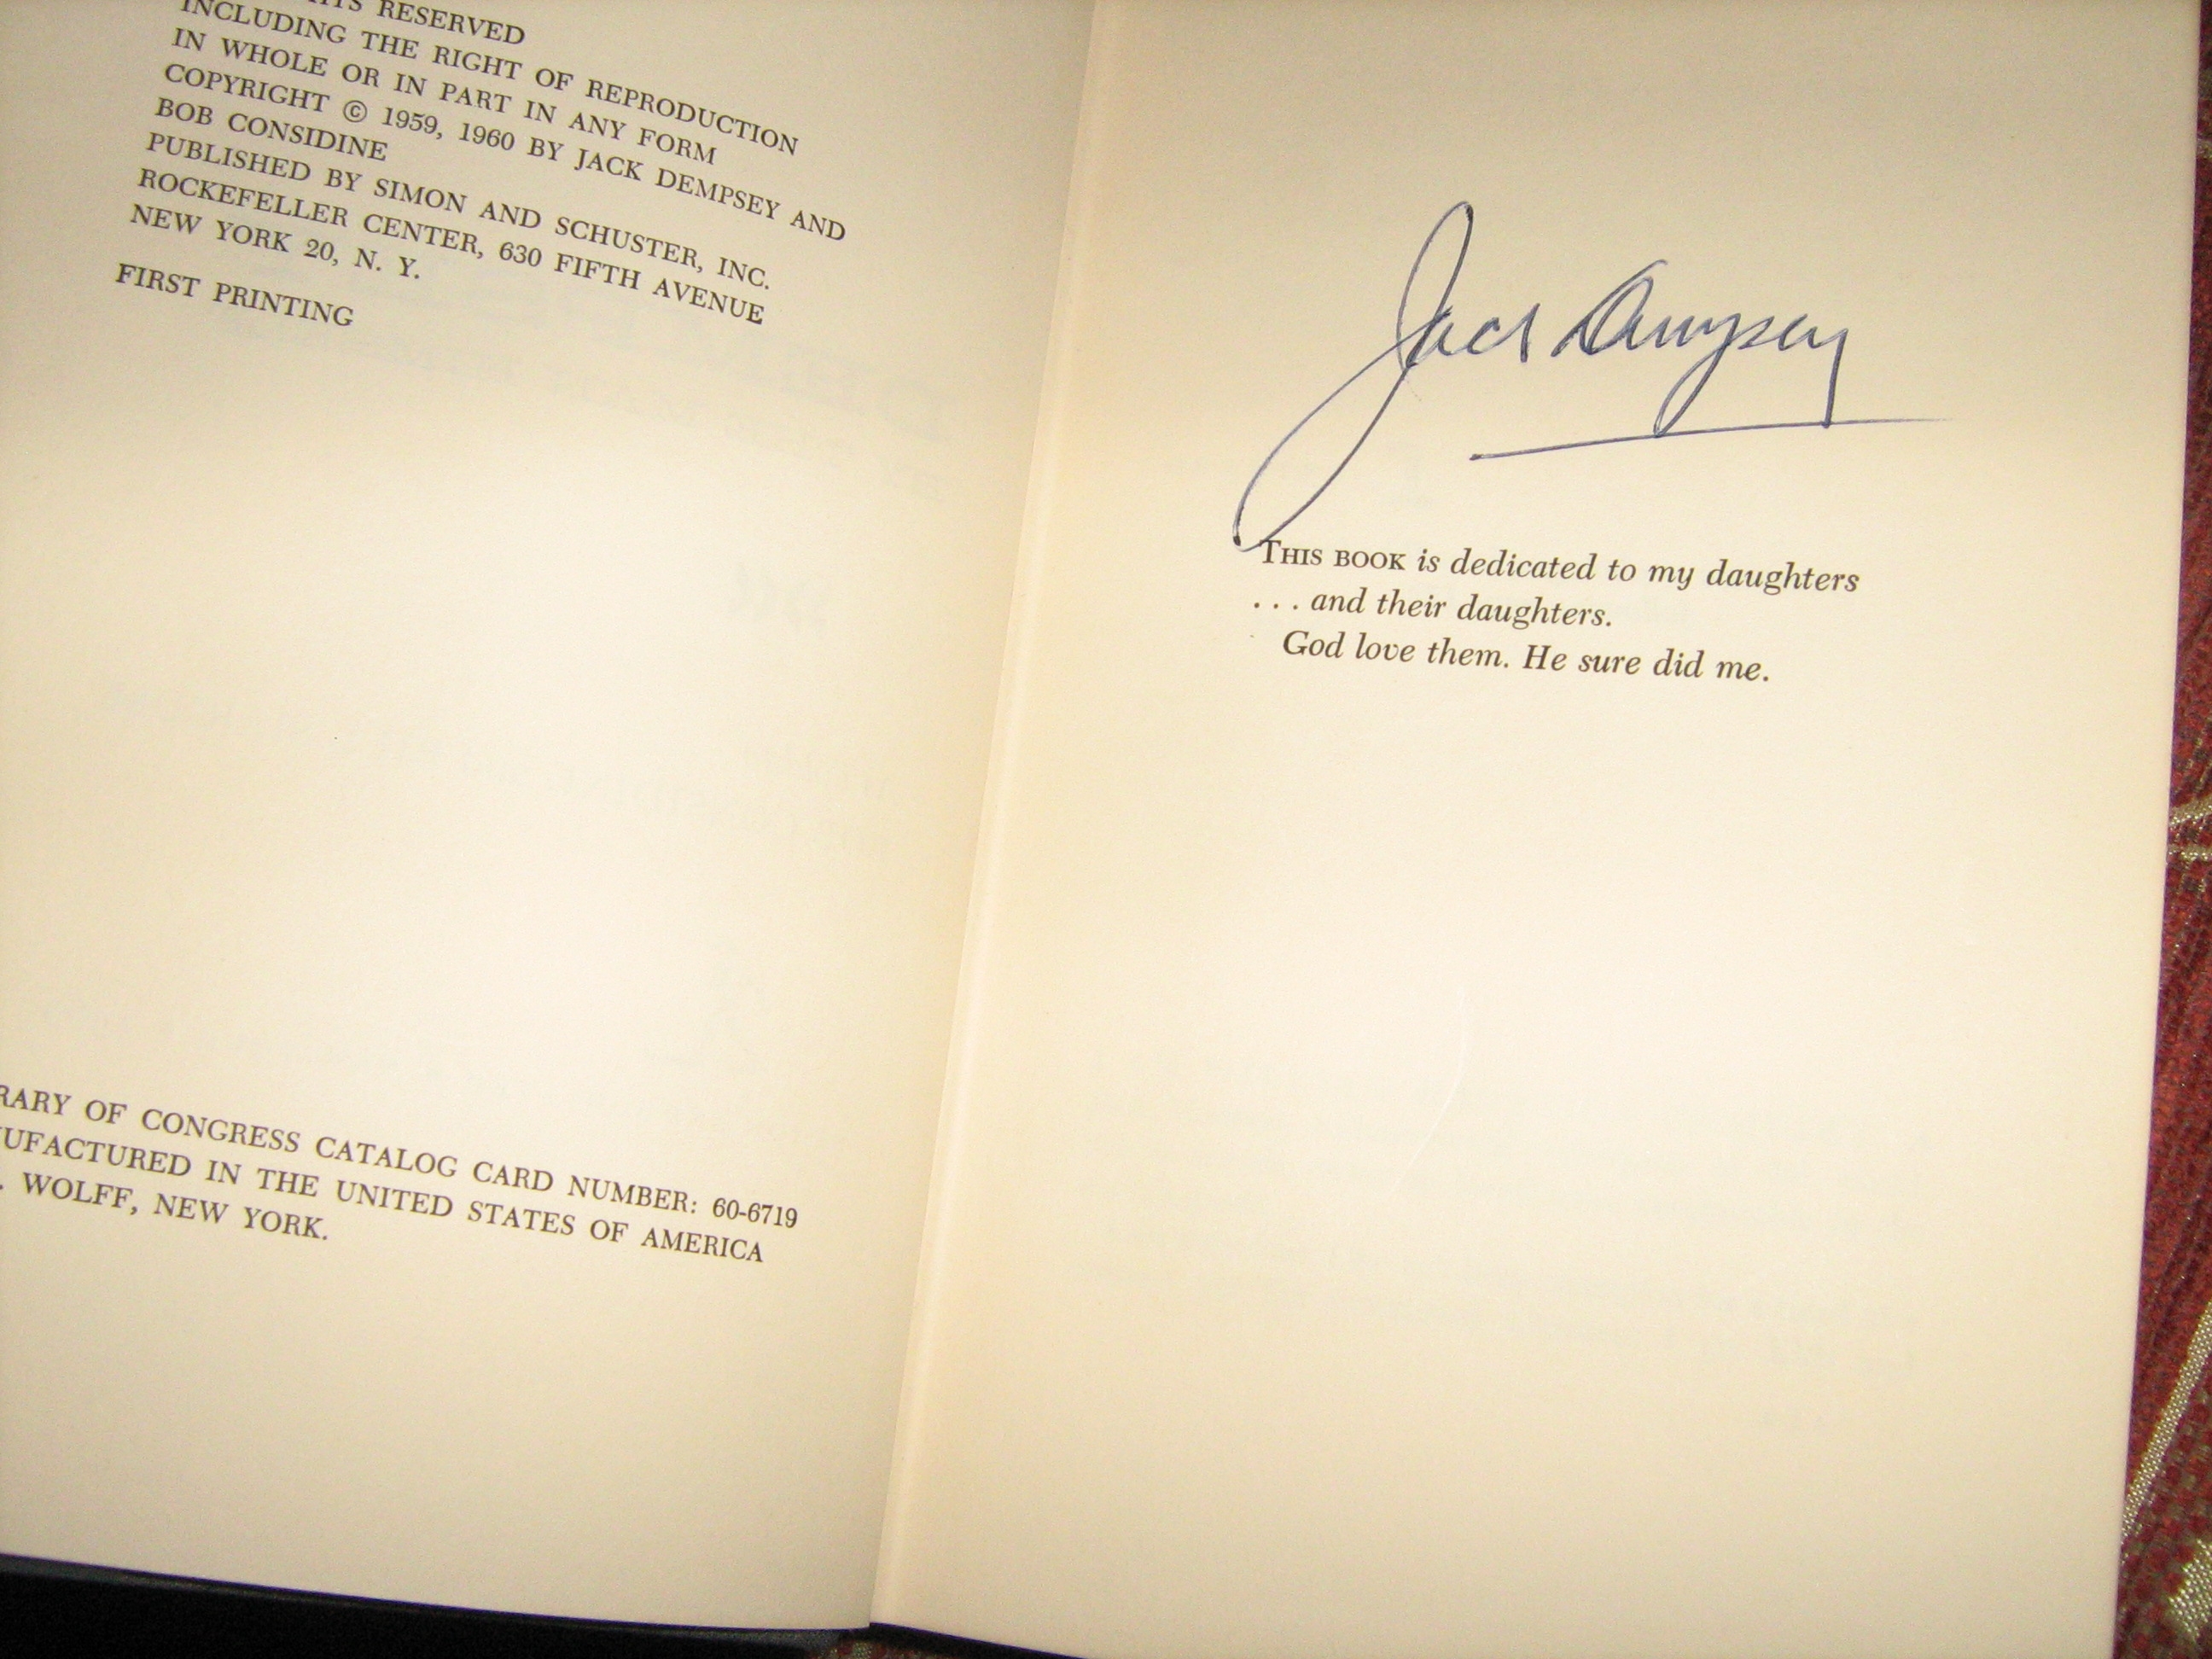 RESERVED
INCLUDING THE RIGHT OF REPRODUCTION
IN WHOLE OR IN PART IN ANY FORM
COPYRIGHT © 1959, 1960 BY JACK DEMPSEY AND
BOB CONSIDINE
PUBLISHED BY SIMON AND SCHUSTER, INC.
ROCKEFELLER CENTER, 630 FIFTH AVENUE
NEW YORK 20, N. Y.
FIRST PRINTING
OF CONGRESS CATALOG CARD NUMBER: 60-6719
IN THE UNITED STATES OF AMERICA
WOLFF, NEW YORK.
Jack Dempsey
THIS BOOK is dedicated to my daughters
. . . and their daughters.
God love them. He sure did me.